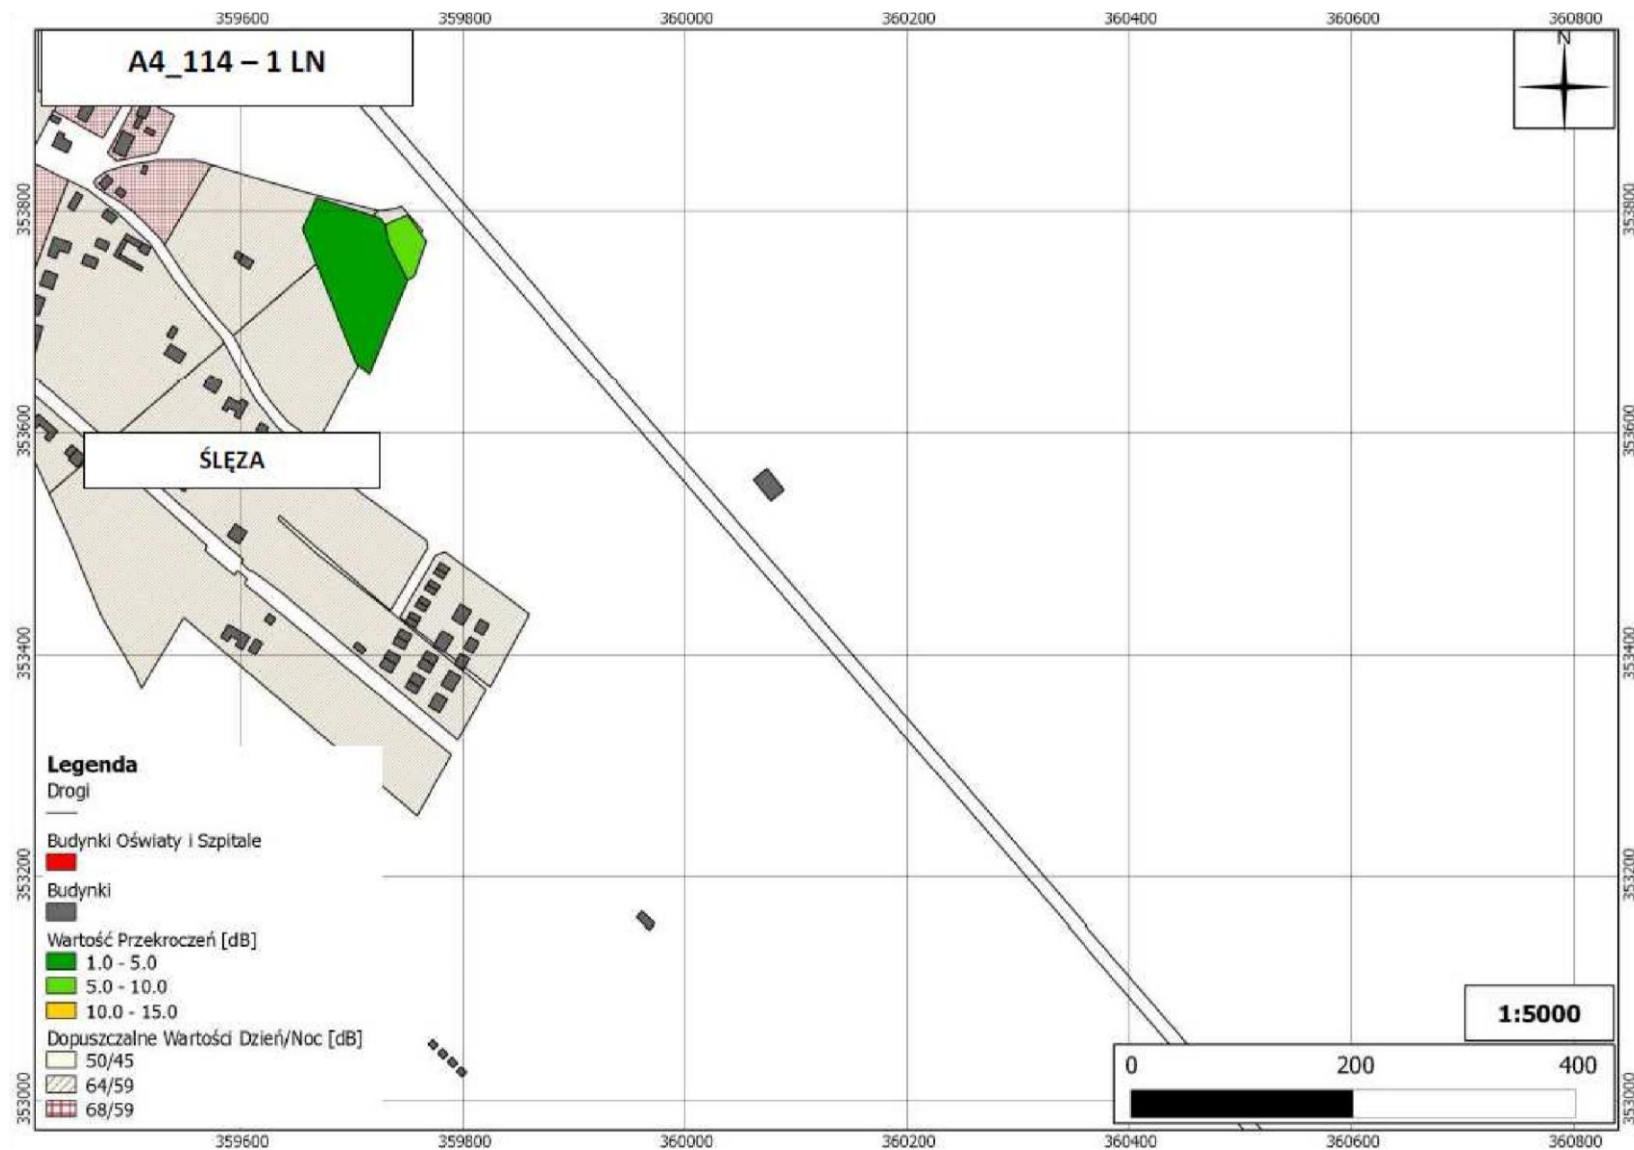 359600 359800 360000 360200 360400 360600 360800
A4_114 – 1 LN
N
353800 353800
353600 353600
ŚLĘZA
353400 353400
Legenda
Drogi
Budynki Oświaty i Szpitale
353200 353200
Budynki
Wartość Przekroczeń [dB]
1.0 - 5.0
5.0 - 10.0
10.0 - 15.0
1:5000
Dopuszczalne Wartości Dzień/Noc [dB]
50/45
64/59
68/59
0 200 400
353000 353000
359600 359800 360000 360200 360400 360600 360800